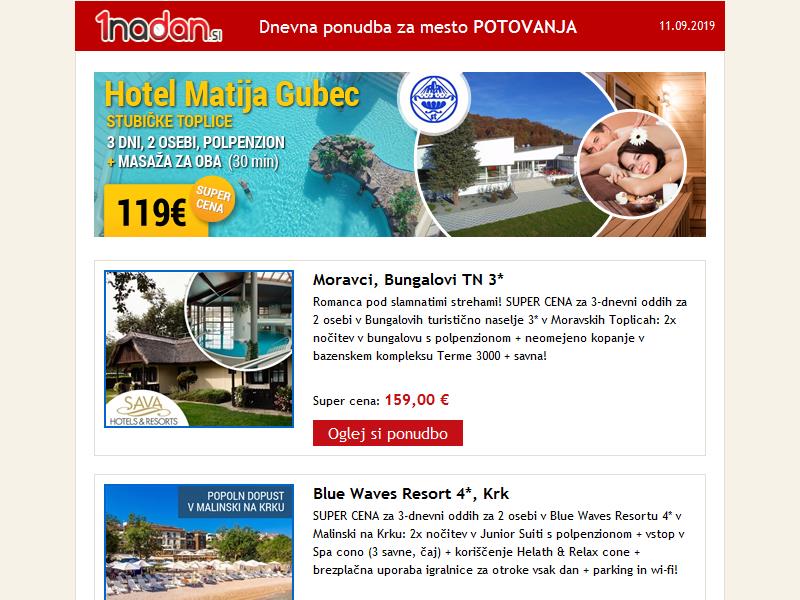 1nadan.si
Dnevna ponudba za mesto POTOVANJA
11.09.2019
Hotel Matija Gubec
STUBIČKE TOPLICE
3 DNI, 2 OSEBI, POLPENZION
+ MASAŽA ZA OBA (30 min)
119€
SUPER
CENA
Moravci, Bungalovi TN 3*
Romanca pod slamnatimi strehami! SUPER CENA za 3-dnevni oddih za
2 osebi v Bungalovih turistično naselje 3* v Moravskih Toplicah: 2x
nočitev v bungalovu s polpenzionom + neomejeno kopanje v
bazenskem kompleksu Terme 3000 + savna!
SAVA
HOTELS & RESORTS
Super cena: 159,00 €
Oglej si ponudbo
POPOLN DOPUST
V MALINSKI NA KRKU
Blue Waves Resort 4*, Krk
SUPER CENA za 3-dnevni oddih za 2 osebi v Blue Waves Resortu 4* v
Malinski na Krku: 2x nočitev v Junior Suiti s polpenzionom + vstop v
Spa cono (3 savne, čaj) + koriščenje Helath & Relax cone +
brezplačna uporaba igralnice za otroke vsak dan + parking in wi-fi!